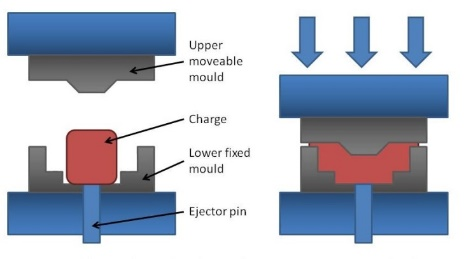 Upper
moveable
mould
Charge
Lower fixed
mould
Ejector pin